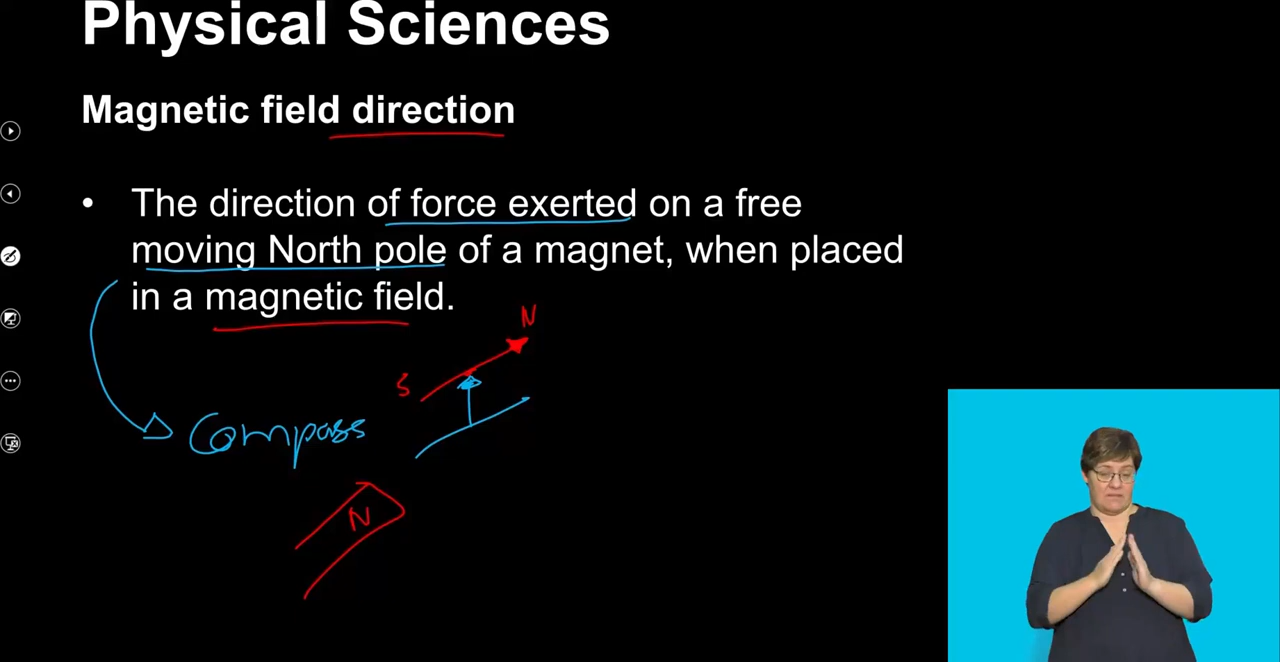 Physical Sciences
Magnetic field direction
• The direction of force exerted on a free
moving North pole of a magnet, when placed
in a magnetic field.
N
S
Compass
N